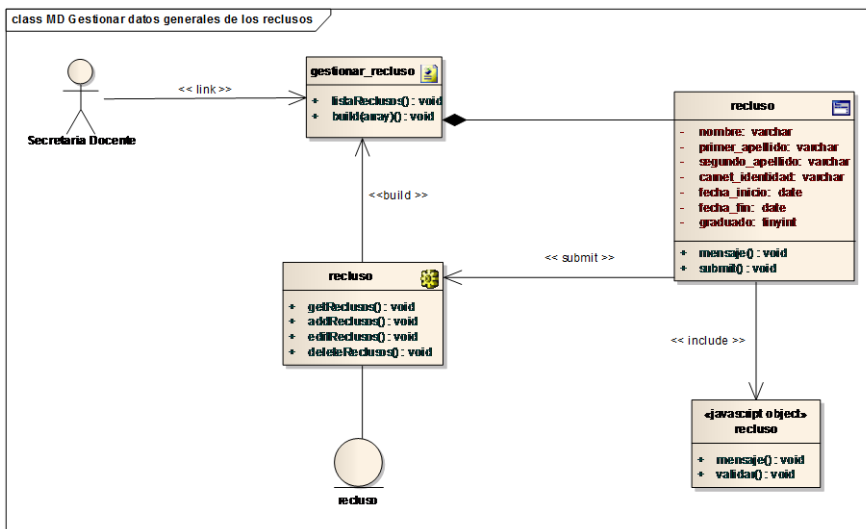 class MD Gestionar datos generales de los reclusos
Secretaria Docente
<< link >>
gestionar_recluso
+ listaReclusos() : void
+ build(array)() : void
recluso
- nombre: varchar
- primer_apellido: varchar
- segundo_apellido: varchar
- carnet_identidad: varchar
- fecha_inicio: date
- fecha_fin: date
- graduado: tinyint
+ mensaje() : void
+ submit() : void
<<build >>
<< submit >>
recluso
+ getReclusos() : void
+ addReclusos() : void
+ editReclusos() : void
+ deleteReclusos() : void
<< include >>
recluso
«javascript object»
recluso
+ mensaje() : void
+ validar() : void